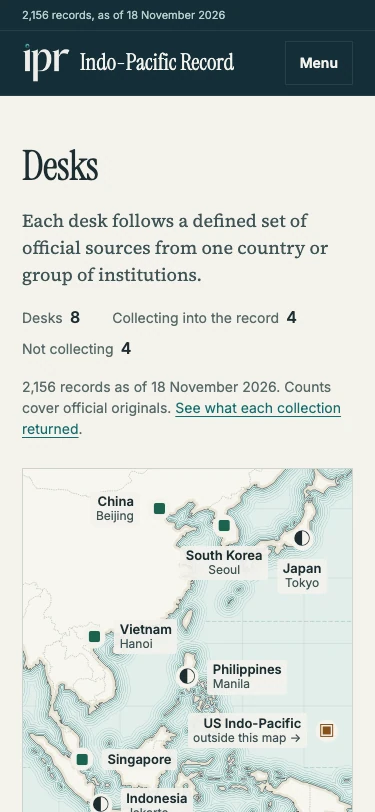 2,156 records, as of 18 November 2026
ipr Indo-Pacific Record
Menu
Desks
Each desk follows a defined set of
official sources from one country or
group of institutions.
Desks 8 Collecting into the record 4
Not collecting 4
2,156 records as of 18 November 2026. Counts
cover official originals. See what each collection
returned.
China
Beijing
South Korea
Seoul
Japan
Tokyo
Vietnam
Hanoi
Philippines
Manila
US Indo-Pacific
outside this map →
Singapore
Indonesia
Jakarta